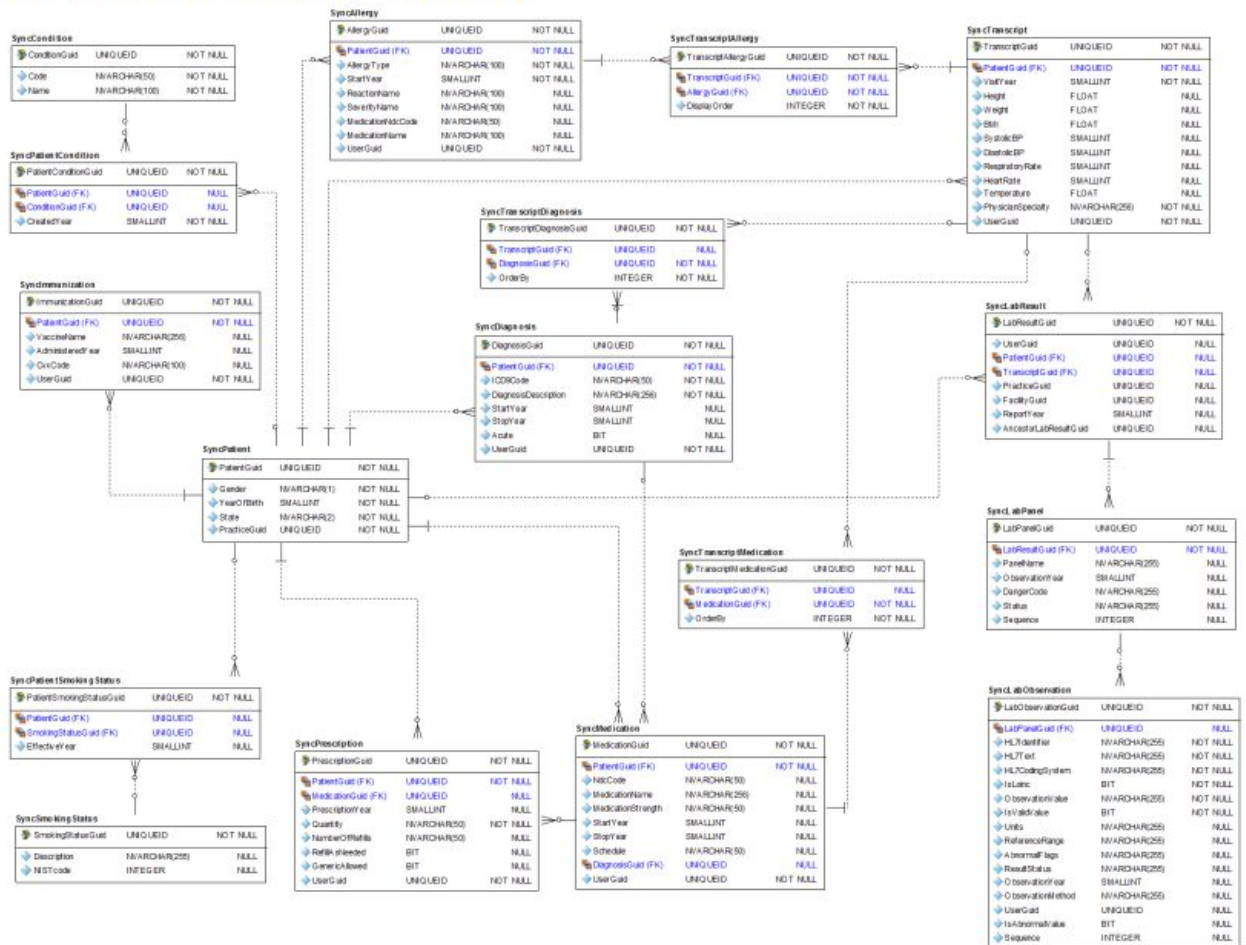 SyncCondition
ConditionGuid UNIQUEID NOT NULL
Code NVARCHAR(50) NOT NULL
Name NVARCHAR(100) NOT NULL
SyncPatientCondition
PatientConditionGuid UNIQUEID NOT NULL
PatientGuid (FK) UNIQUEID NULL
ConditionGuid (FK) UNIQUEID NULL
CreatedYear SMALLINT NOT NULL
SyncImmunization
ImmunizationGuid UNIQUEID NOT NULL
PatientGuid (FK) UNIQUEID NOT NULL
VaccineName NVARCHAR(256) NULL
AdministeredYear SMALLINT NULL
CvxCode NVARCHAR(100) NULL
UserGuid UNIQUEID NOT NULL
SyncAllergy
AllergyGuid UNIQUEID NOT NULL
PatientGuid (FK) UNIQUEID NOT NULL
AllergyType NVARCHAR(100) NOT NULL
StartYear SMALLINT NOT NULL
ReactionName NVARCHAR(100) NULL
SeverityName NVARCHAR(100) NULL
MedicationNdcCode NVARCHAR(50) NULL
MedicationName NVARCHAR(100) NULL
UserGuid UNIQUEID NOT NULL
SyncTranscriptAllergy
TranscriptAllergyGuid UNIQUEID NOT NULL
TranscriptGuid (FK) UNIQUEID NOT NULL
AllergyGuid (FK) UNIQUEID NOT NULL
DisplayOrder INTEGER NOT NULL
SyncTranscript
TranscriptGuid UNIQUEID NOT NULL
PatientGuid (FK) UNIQUEID NOT NULL
VisitYear SMALLINT NOT NULL
Height FLOAT NULL
Weight FLOAT NULL
BMI FLOAT NULL
SystolicBP SMALLINT NULL
DiastolicBP SMALLINT NULL
RespiratoryRate SMALLINT NULL
HeartRate SMALLINT NULL
Temperature FLOAT NULL
PhysicianSpecialty NVARCHAR(256) NOT NULL
UserGuid UNIQUEID NOT NULL
SyncTranscriptDiagnosis
TranscriptDiagnosisGuid UNIQUEID NOT NULL
TranscriptGuid (FK) UNIQUEID NULL
DiagnosisGuid (FK) UNIQUEID NOT NULL
OrderBy INTEGER NOT NULL
SyncDiagnosis
DiagnosisGuid UNIQUEID NOT NULL
PatientGuid (FK) UNIQUEID NOT NULL
ICD9Code NVARCHAR(50) NOT NULL
DiagnosisDescription NVARCHAR(256) NOT NULL
StartYear SMALLINT NULL
StopYear SMALLINT NULL
Acute BIT NULL
UserGuid UNIQUEID NOT NULL
SyncLabResult
LabResultGuid UNIQUEID NOT NULL
UserGuid UNIQUEID NULL
PatientGuid (FK) UNIQUEID NULL
TranscriptGuid (FK) UNIQUEID NULL
PracticeGuid UNIQUEID NULL
FacilityGuid UNIQUEID NULL
ReportYear SMALLINT NULL
AncestorLabResultGuid UNIQUEID NULL
SyncPatient
PatientGuid UNIQUEID NOT NULL
Gender NVARCHAR(1) NOT NULL
YearOfBirth SMALLINT NOT NULL
State NVARCHAR(2) NOT NULL
PracticeGuid UNIQUEID NOT NULL
SyncLabPanel
LabPanelGuid UNIQUEID NOT NULL
LabResultGuid (FK) UNIQUEID NOT NULL
PanelName NVARCHAR(255) NULL
ObservationYear SMALLINT NULL
DangerCode NVARCHAR(255) NULL
Status NVARCHAR(255) NULL
Sequence INTEGER NULL
SyncTranscriptMedication
TranscriptMedicationGuid UNIQUEID NOT NULL
TranscriptGuid (FK) UNIQUEID NULL
MedicationGuid (FK) UNIQUEID NOT NULL
OrderBy INTEGER NOT NULL
SyncPatientSmokingStatus
PatientSmokingStatusGuid UNIQUEID NOT NULL
PatientGuid (FK) UNIQUEID NULL
SmokingStatusGuid (FK) UNIQUEID NULL
EffectiveYear SMALLINT NULL
SyncSmokingStatus
SmokingStatusGuid UNIQUEID NOT NULL
Description NVARCHAR(255) NULL
NISTcode INTEGER NULL
SyncPrescription
PrescriptionGuid UNIQUEID NOT NULL
PatientGuid (FK) UNIQUEID NOT NULL
MedicationGuid (FK) UNIQUEID NULL
PrescriptionYear SMALLINT NULL
Quantity NVARCHAR(50) NOT NULL
NumberOfRefills NVARCHAR(50) NULL
RefillAsNeeded BIT NULL
GenericAllowed BIT NULL
UserGuid UNIQUEID NOT NULL
SyncMedication
MedicationGuid UNIQUEID NOT NULL
PatientGuid (FK) UNIQUEID NOT NULL
NdcCode NVARCHAR(50) NULL
MedicationName NVARCHAR(256) NULL
MedicationStrength NVARCHAR(50) NULL
StartYear SMALLINT NULL
StopYear SMALLINT NULL
Schedule NVARCHAR(50) NULL
DiagnosisGuid (FK) UNIQUEID NULL
UserGuid UNIQUEID NOT NULL
SyncLabObservation
LabObservationGuid UNIQUEID NOT NULL
LabPanelGuid (FK) UNIQUEID NULL
HL7Identifier NVARCHAR(255) NOT NULL
HL7Text NVARCHAR(255) NOT NULL
HL7CodingSystem NVARCHAR(255) NOT NULL
IsLoinc BIT NOT NULL
ObservationValue NVARCHAR(255) NOT NULL
IsValidValue BIT NOT NULL
Units NVARCHAR(255) NULL
ReferenceRange NVARCHAR(255) NULL
AbnormalFlags NVARCHAR(255) NULL
ResultStatus NVARCHAR(255) NULL
ObservationYear SMALLINT NULL
ObservationMethod NVARCHAR(255) NULL
UserGuid UNIQUEID NULL
IsAbnormalValue BIT NULL
Sequence INTEGER NULL